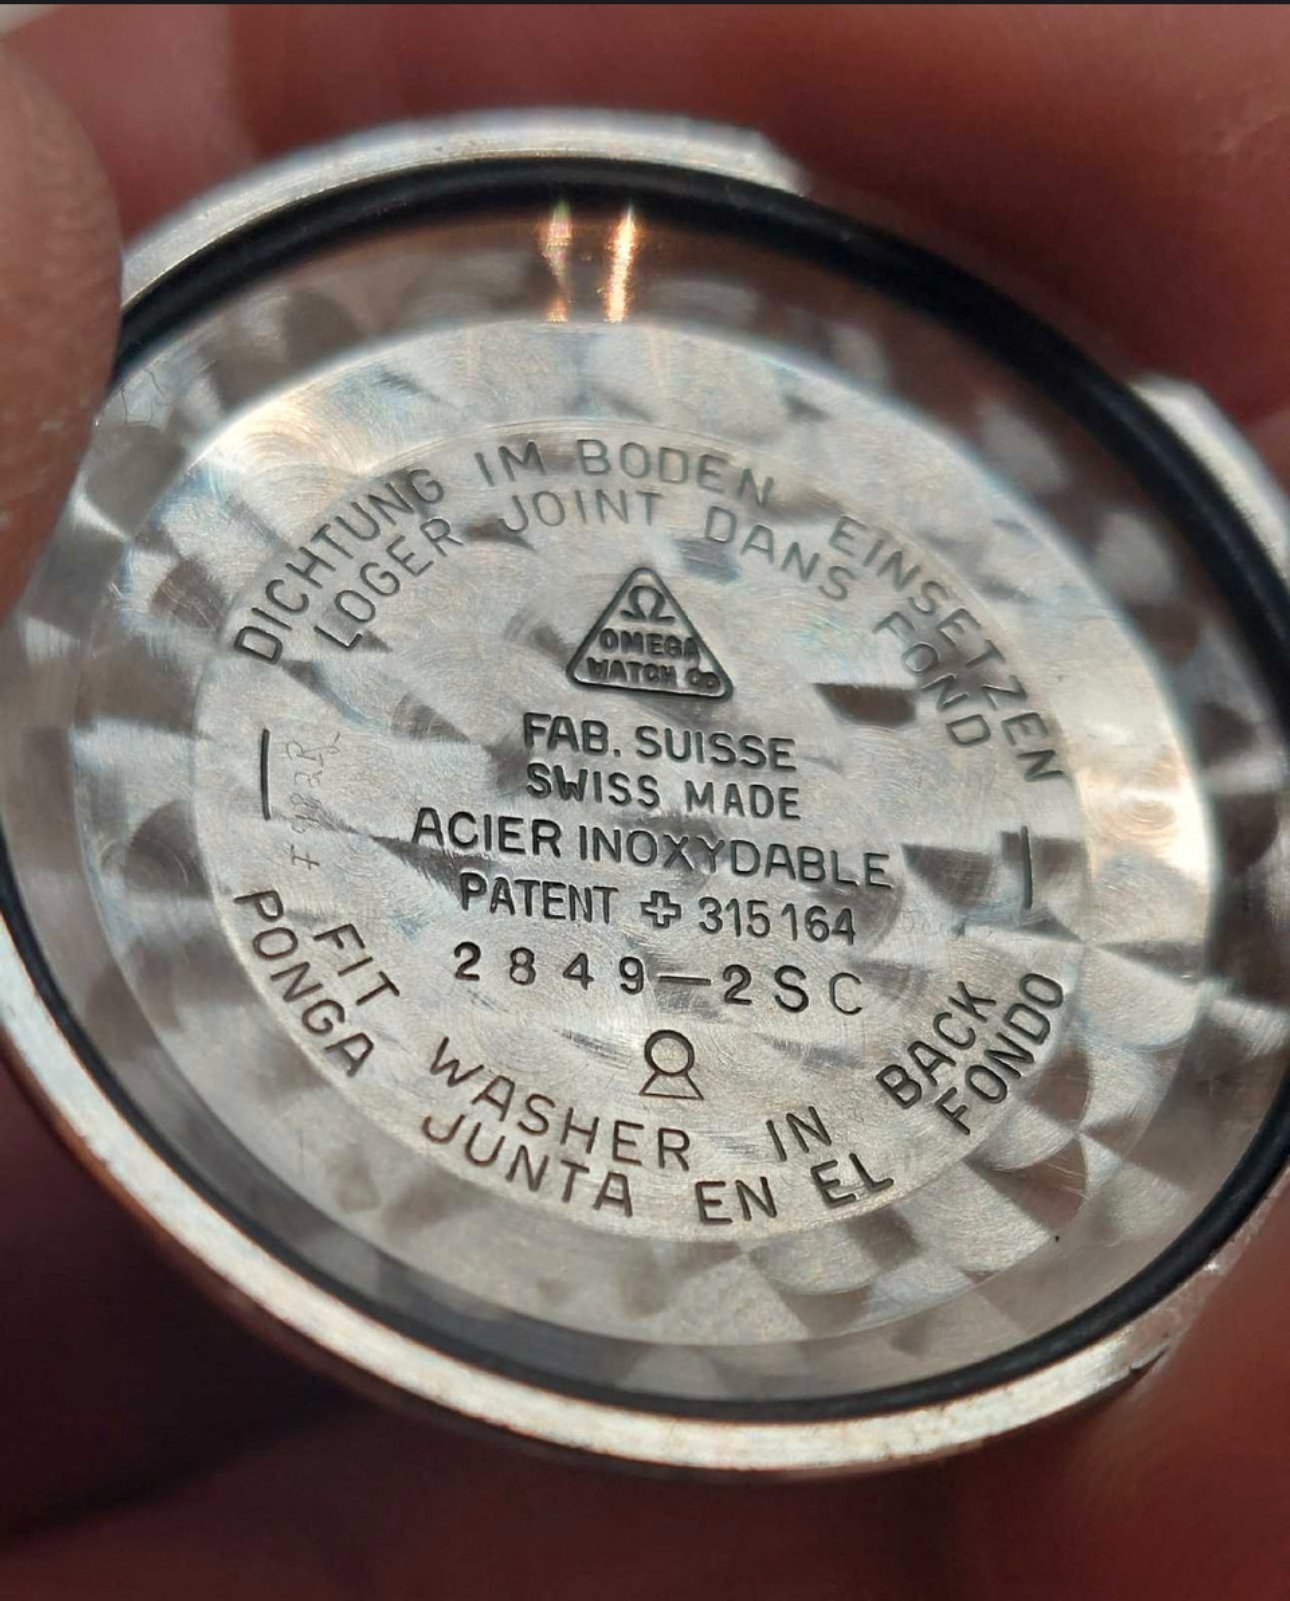 DICHTUNG IM BODEN EINSETZEN
LOGER JOINT DANS FOND
Ω
OMEGA
WATCH Co
FAB. SUISSE
SWISS MADE
ACIER INOXYDABLE
PATENT ✚ 315164
2849-2SC
FIT WASHER IN BACK
PONGA JUNTA EN EL FONDO